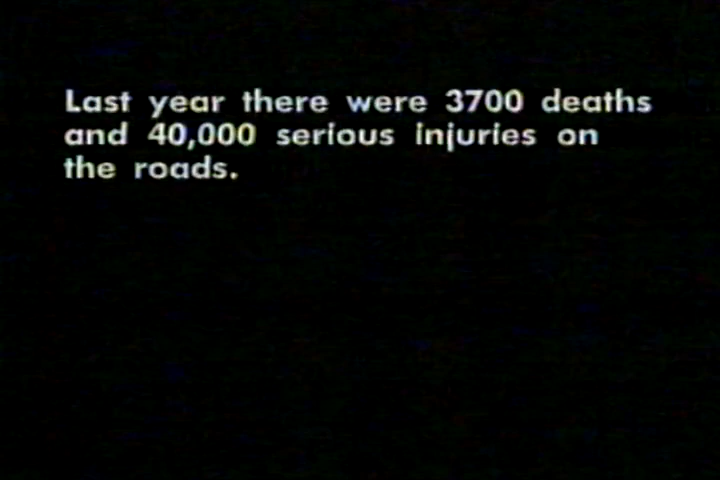 Last year there were 3700 deaths
and 40,000 serious injuries on
the roads.